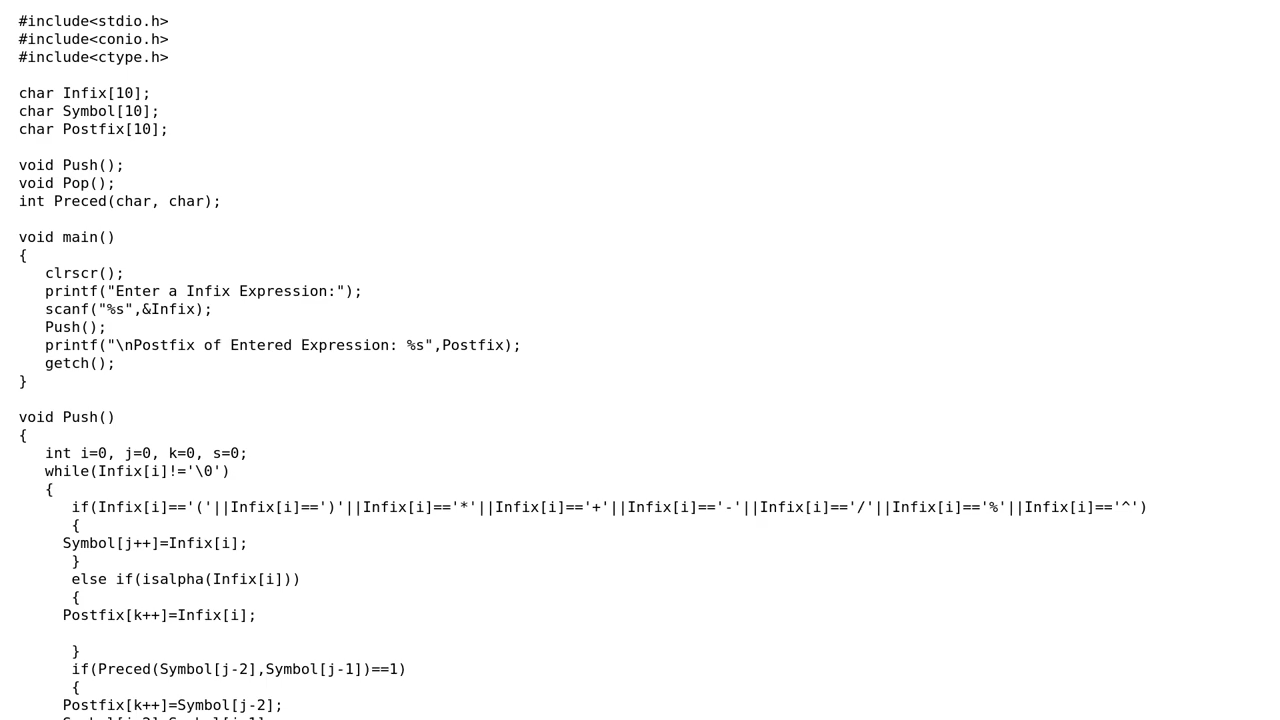 #include<stdio.h>
#include<conio.h>
#include<ctype.h>

char Infix[10];
char Symbol[10];
char Postfix[10];

void Push();
void Pop();
int Preced(char, char);

void main()
{
   clrscr();
   printf("Enter a Infix Expression:");
   scanf("%s",&Infix);
   Push();
   printf("\nPostfix of Entered Expression: %s",Postfix);
   getch();
}

void Push()
{
   int i=0, j=0, k=0, s=0;
   while(Infix[i]!='\0')
   {
      if(Infix[i]=='('||Infix[i]==')'||Infix[i]=='*'||Infix[i]=='+'||Infix[i]=='-'||Infix[i]=='/'||Infix[i]=='%'||Infix[i]=='^')
      {
     Symbol[j++]=Infix[i];
      }
      else if(isalpha(Infix[i]))
      {
     Postfix[k++]=Infix[i];

      }
      if(Preced(Symbol[j-2],Symbol[j-1])==1)
      {
     Postfix[k++]=Symbol[j-2];